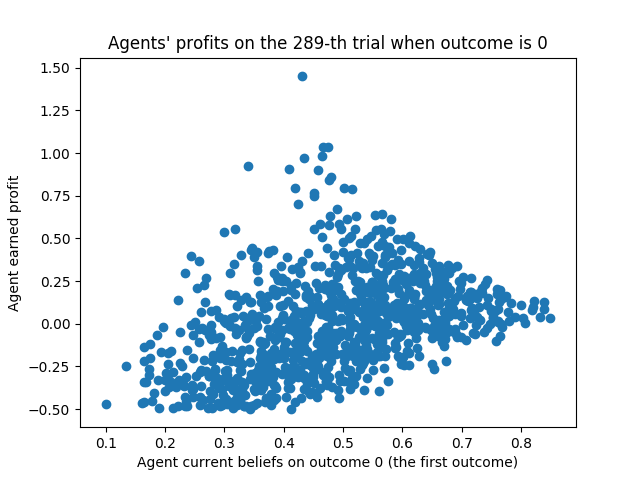 Agents' profits on the 289-th trial when outcome is 0
1.50
1.25
1.00
0.75
0.50
0.25
0.00
−0.25
−0.50
Agent earned profit
0.1 0.2 0.3 0.4 0.5 0.6 0.7 0.8
Agent current beliefs on outcome 0 (the first outcome)